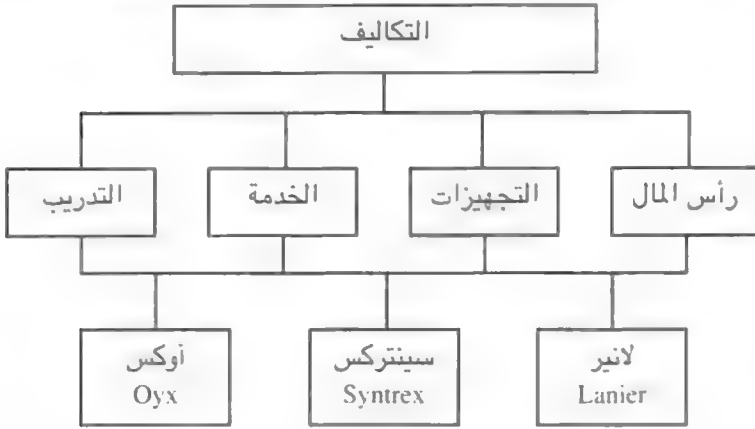 التكاليف
رأس المال
التجهيزات
الخدمة
التدريب
لانير
Lanier
سينتركس
Syntrex
أوكس
Oyx